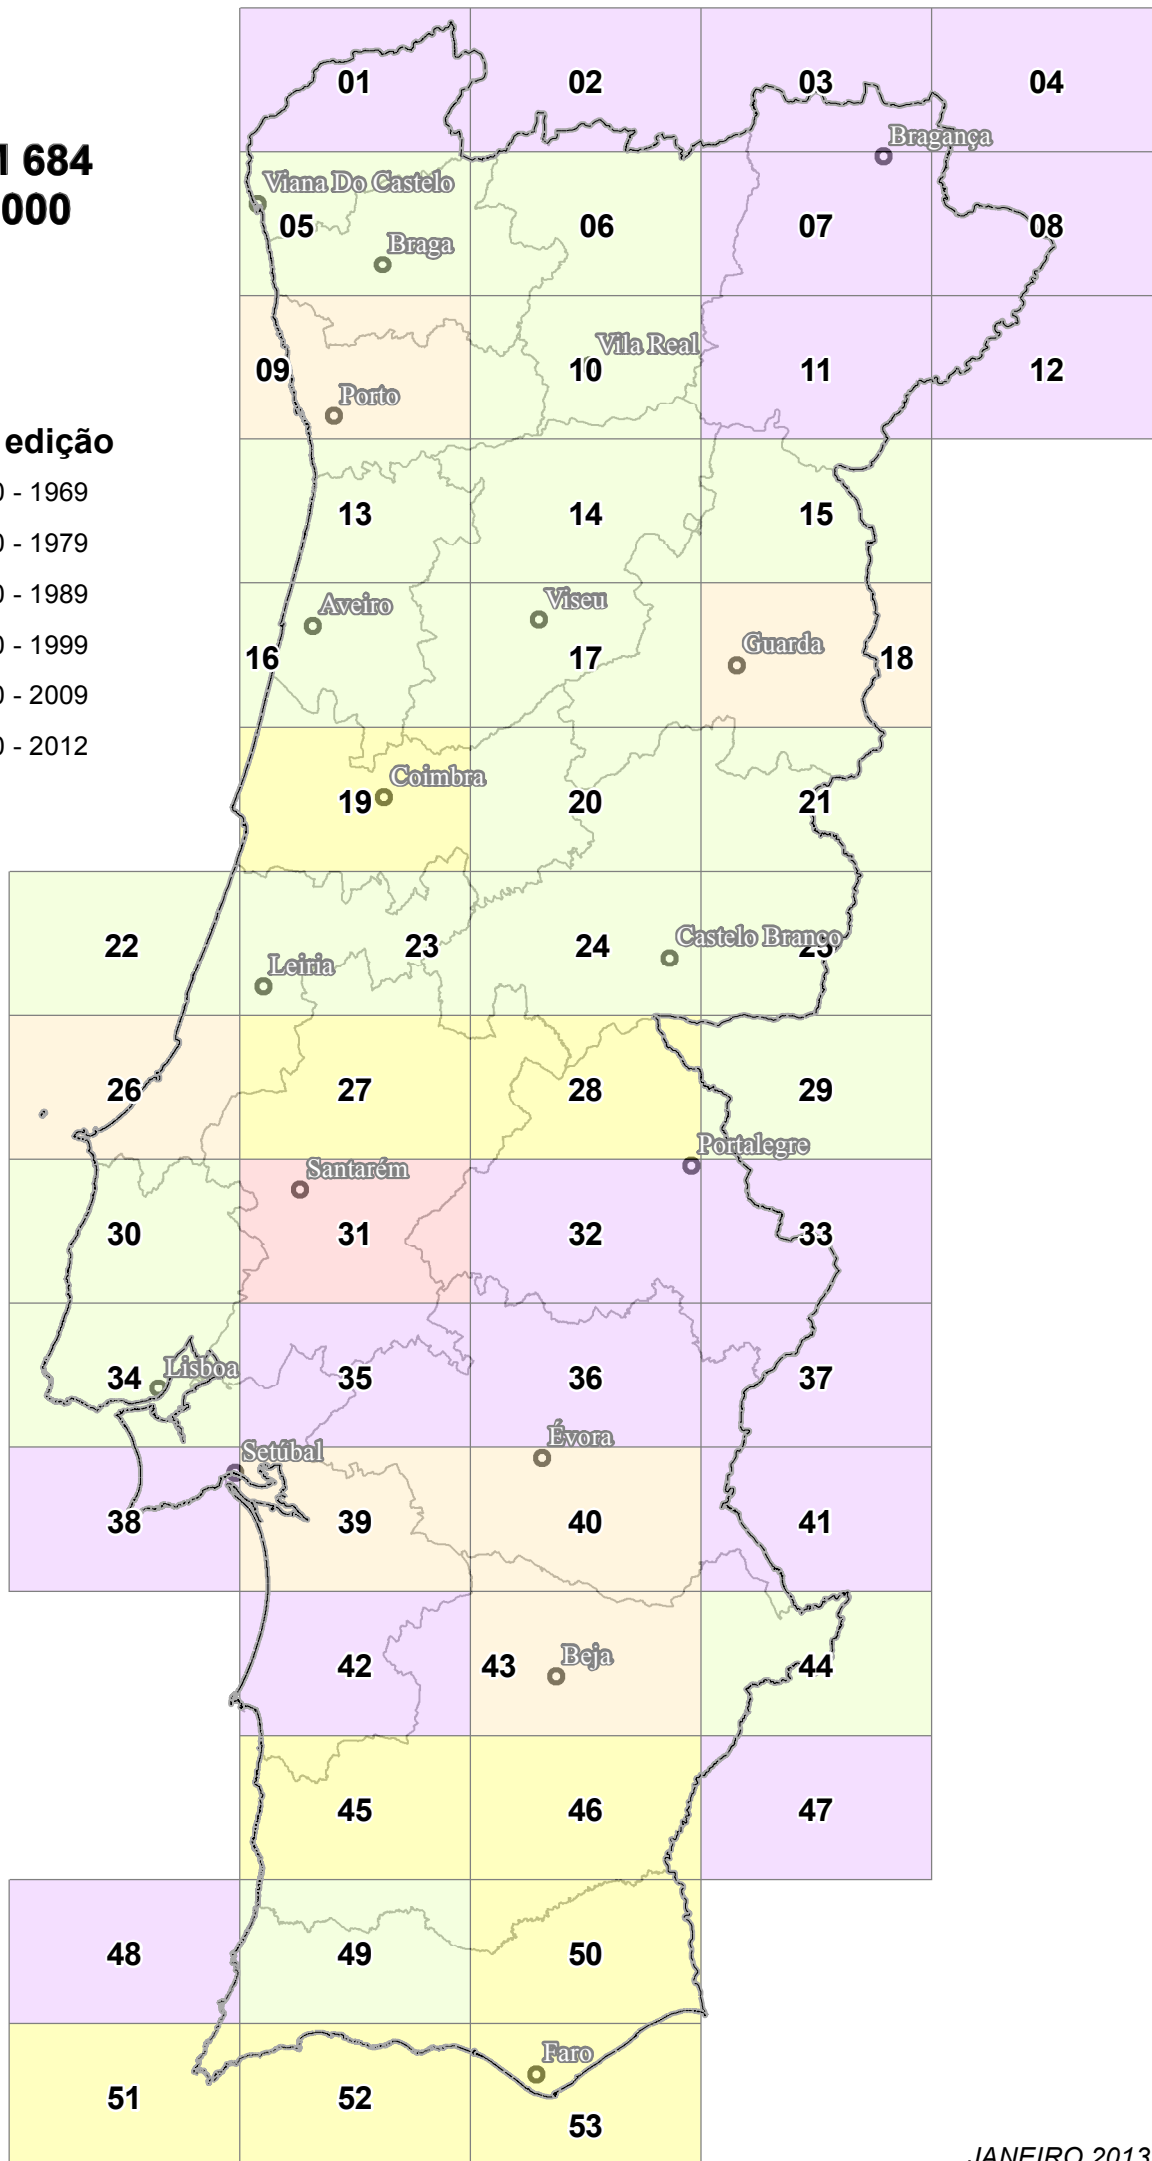 01 02 03 04
Bragança
684
000
Viana Do Castelo
05 06 07 08
Braga
Vila Real
09 10 11 12
Porto
edição
- 1969
13 14 15
- 1979
- 1989
Aveiro Viseu
- 1999
Guarda
16 17 18
- 2009
- 2012
Coimbra
19 20 21
Castelo Branco
22 23 24 25
Leiria
26 27 28 29
Portalegre
Santarém
30 31 32 33
Lisboa
34 35 36 37
Évora
Setúbal
38 39 40 41
Beja
42 43 44
45 46 47
48 49 50
Faro
51 52 53
JANEIRO 2013